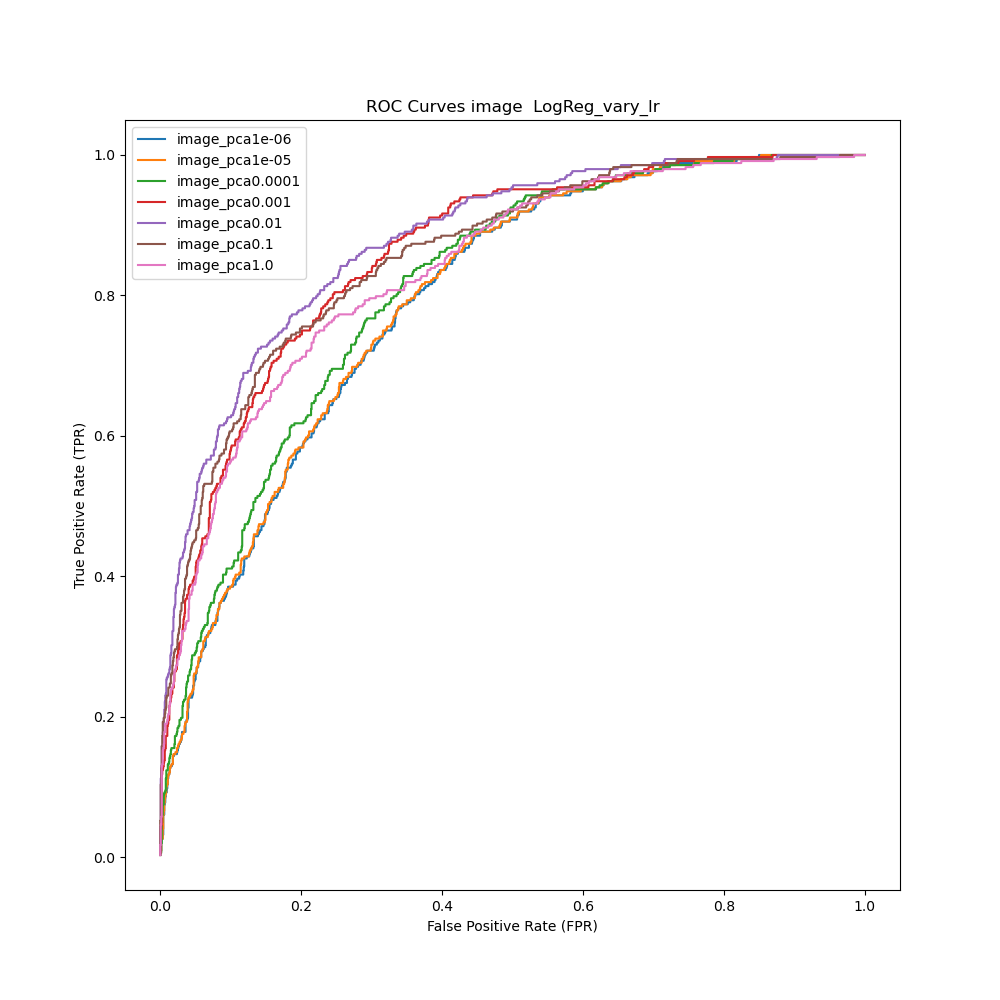 ROC Curves image  LogReg_vary_lr
image_pca1e-06
image_pca1e-05
image_pca0.0001
image_pca0.001
image_pca0.01
image_pca0.1
image_pca1.0
True Positive Rate (TPR)
1.0
0.8
0.6
0.4
0.2
0.0
0.0 0.2 0.4 0.6 0.8 1.0
False Positive Rate (FPR)